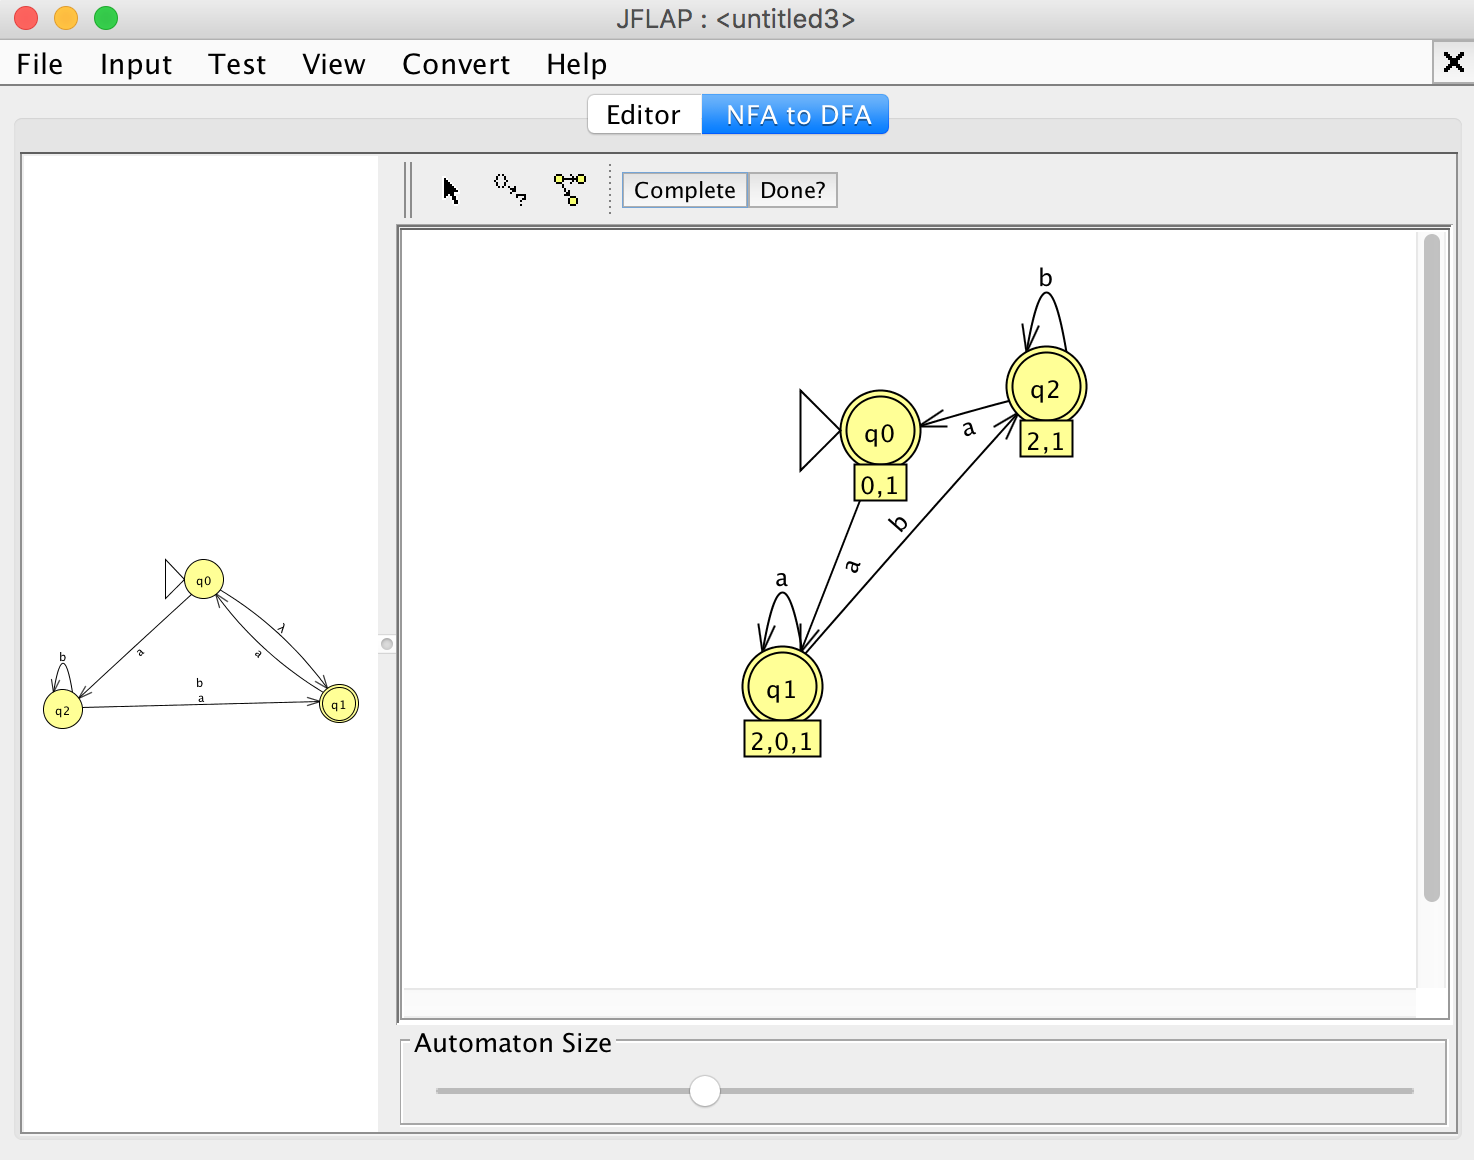 JFLAP : <untitled3>
File Input Test View Convert Help
Editor NFA to DFA
Complete Done?
b
q2
2,1
a
q0
0,1
b
a
a
q1
2,0,1
q0
λ
a
a
b
q2
b
a
q1
Automaton Size